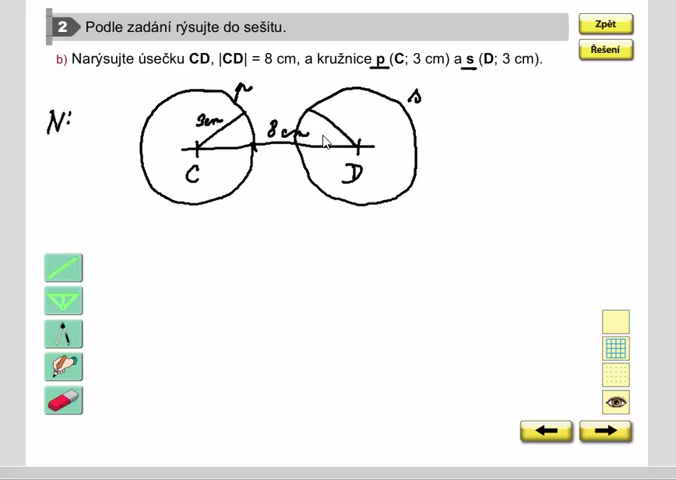 2 Podle zadání rýsujte do sešitu.
Zpět
Řešení
b) Narýsujte úsečku CD, |CD| = 8 cm, a kružnice p (C; 3 cm) a s (D; 3 cm).
N:
p
s
3cm
8 cm
C
D